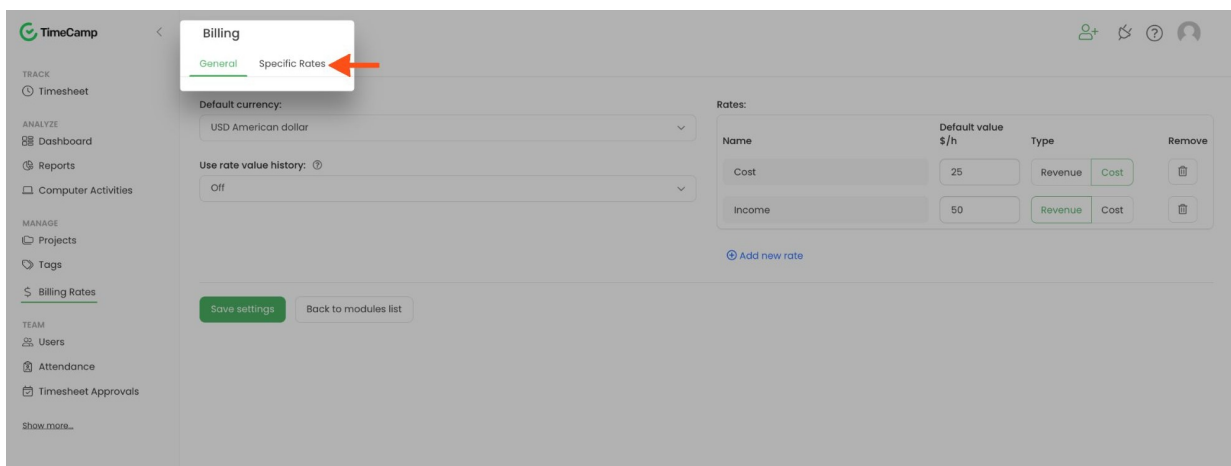 TimeCamp
TRACK
Timesheet
ANALYZE
Dashboard
Reports
Computer Activities
MANAGE
Projects
Tags
Billing Rates
TEAM
Users
Attendance
Timesheet Approvals
Show more...
Billing
General Specific Rates
Default currency:
USD American dollar
Use rate value history:
Off
Save settings Back to modules list
Rates:
Name Default value $/h Type Remove
Cost 25 Revenue Cost
Income 50 Revenue Cost
Add new rate